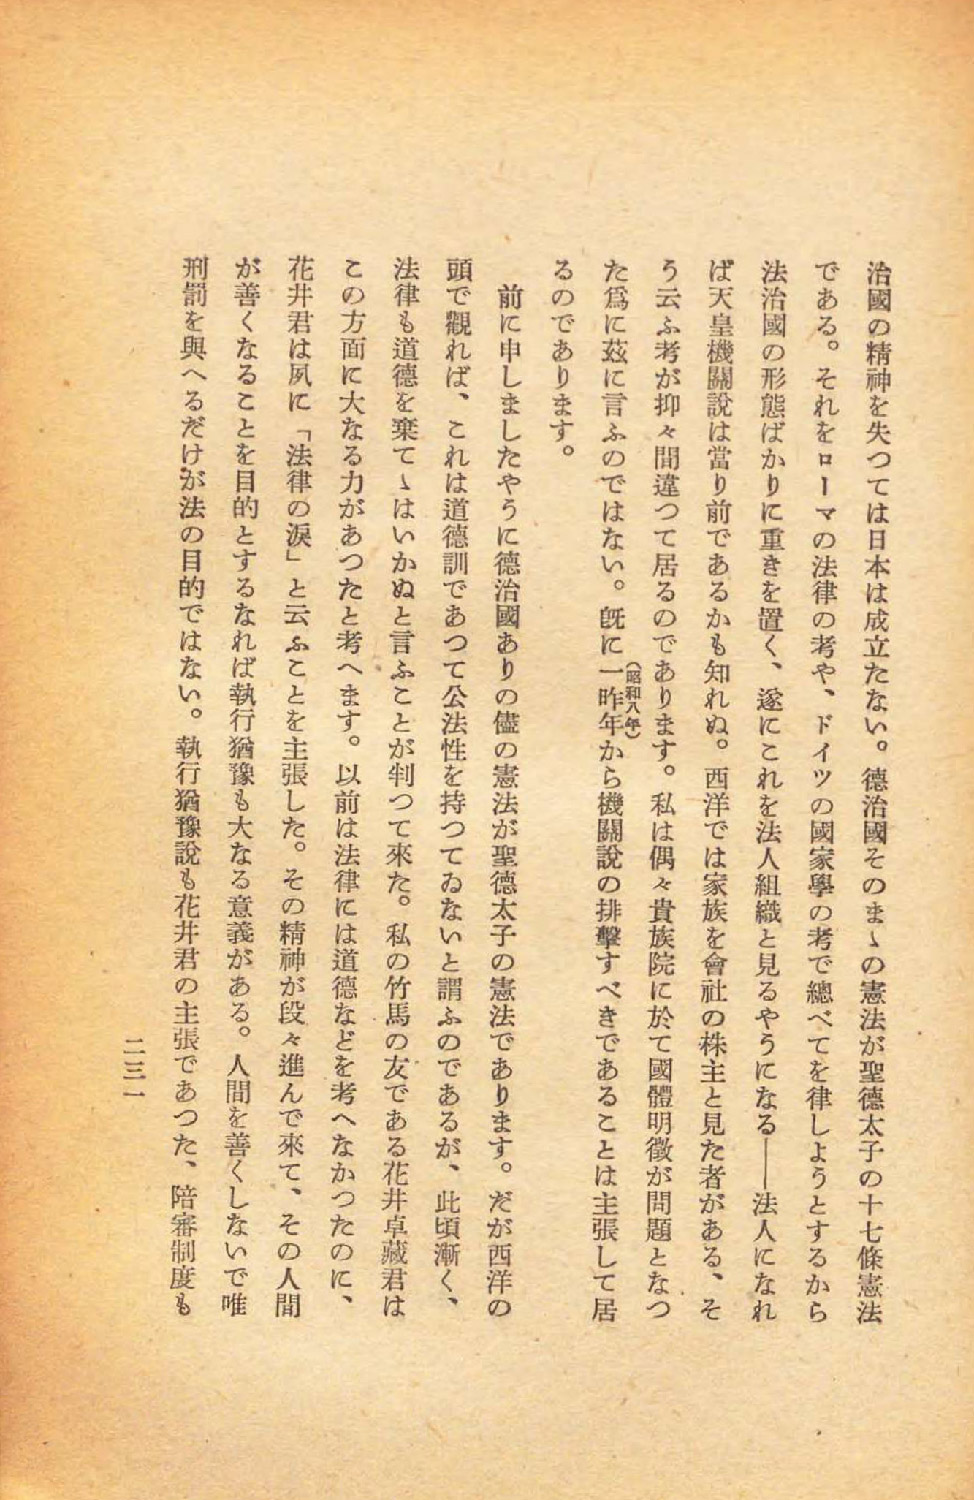 治國の精神を失つては日本は成立たない。德治國そのまゝの憲法が聖德太子の十七條憲法
である。それをローマの法律の考や、ドイツの國家學の考で總べてを律しようとするから
法治國の形態ばかりに重きを置く、遂にこれを法人組織と見るやうになる――法人になれ
ば天皇機關說は當り前であるかも知れぬ。西洋では家族を會社の株主と見た者がある、そ
う云ふ考が抑々間違つて居るのであります。私は偶々貴族院に於て國體明徵が問題となつ
(昭和八年)
た爲に茲に言ふのではない。旣に一昨年から機關說の排擊すべきであることは主張して居
るのであります。
前に申しましたやうに德治國ありの儘の憲法が聖德太子の憲法であります。だが西洋の
頭で觀れば、これは道德訓であつて公法性を持つてゐないと謂ふのであるが、此頃漸く、
法律も道德を棄てゝはいかぬと言ふことが判つて來た。私の竹馬の友である花井卓藏君は
この方面に大なる力があつたと考へます。以前は法律には道德などを考へなかつたのに、
花井君は夙に「法律の淚」と云ふことを主張した。その精神が段々進んで來て、その人間
が善くなることを目的とするなれば執行猶豫も大なる意義がある。人間を善くしないで唯
刑罰を與へるだけが法の目的ではない。執行猶豫說も花井君の主張であつた、陪審制度も
二三一